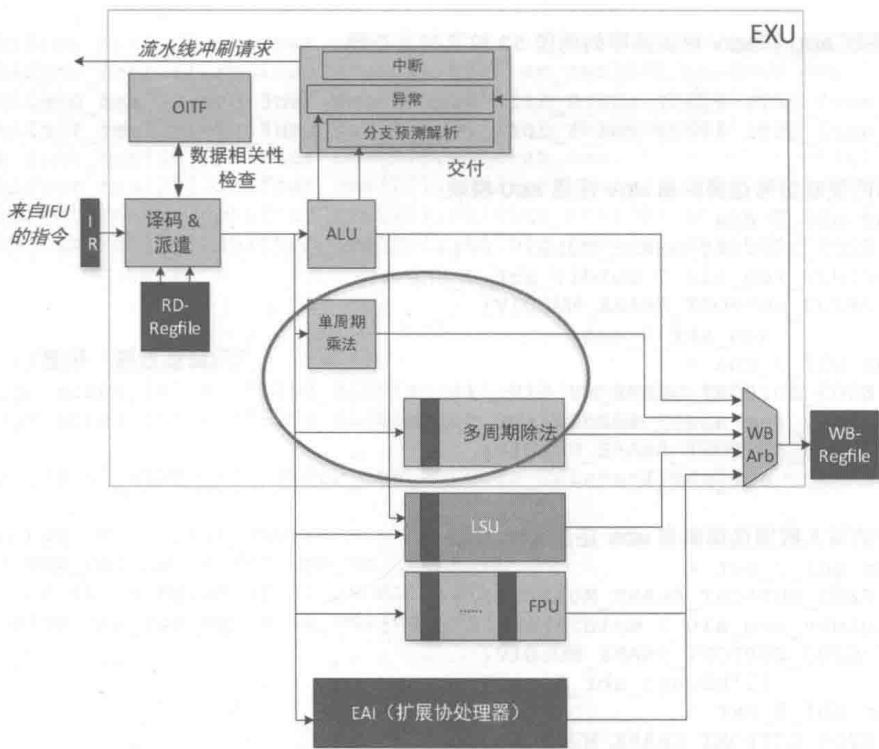 EXU
流水线冲刷请求
中断
OITF
异常
分支预测解析
数据相关性
检查
交付
来自IFU
的指令
I
R
译码 &
派遣
ALU
RD-
Regfile
单周期
乘法
多周期除法
WB
Arb
WB-
Regfile
LSU
......
FPU
EAI（扩展协处理器）